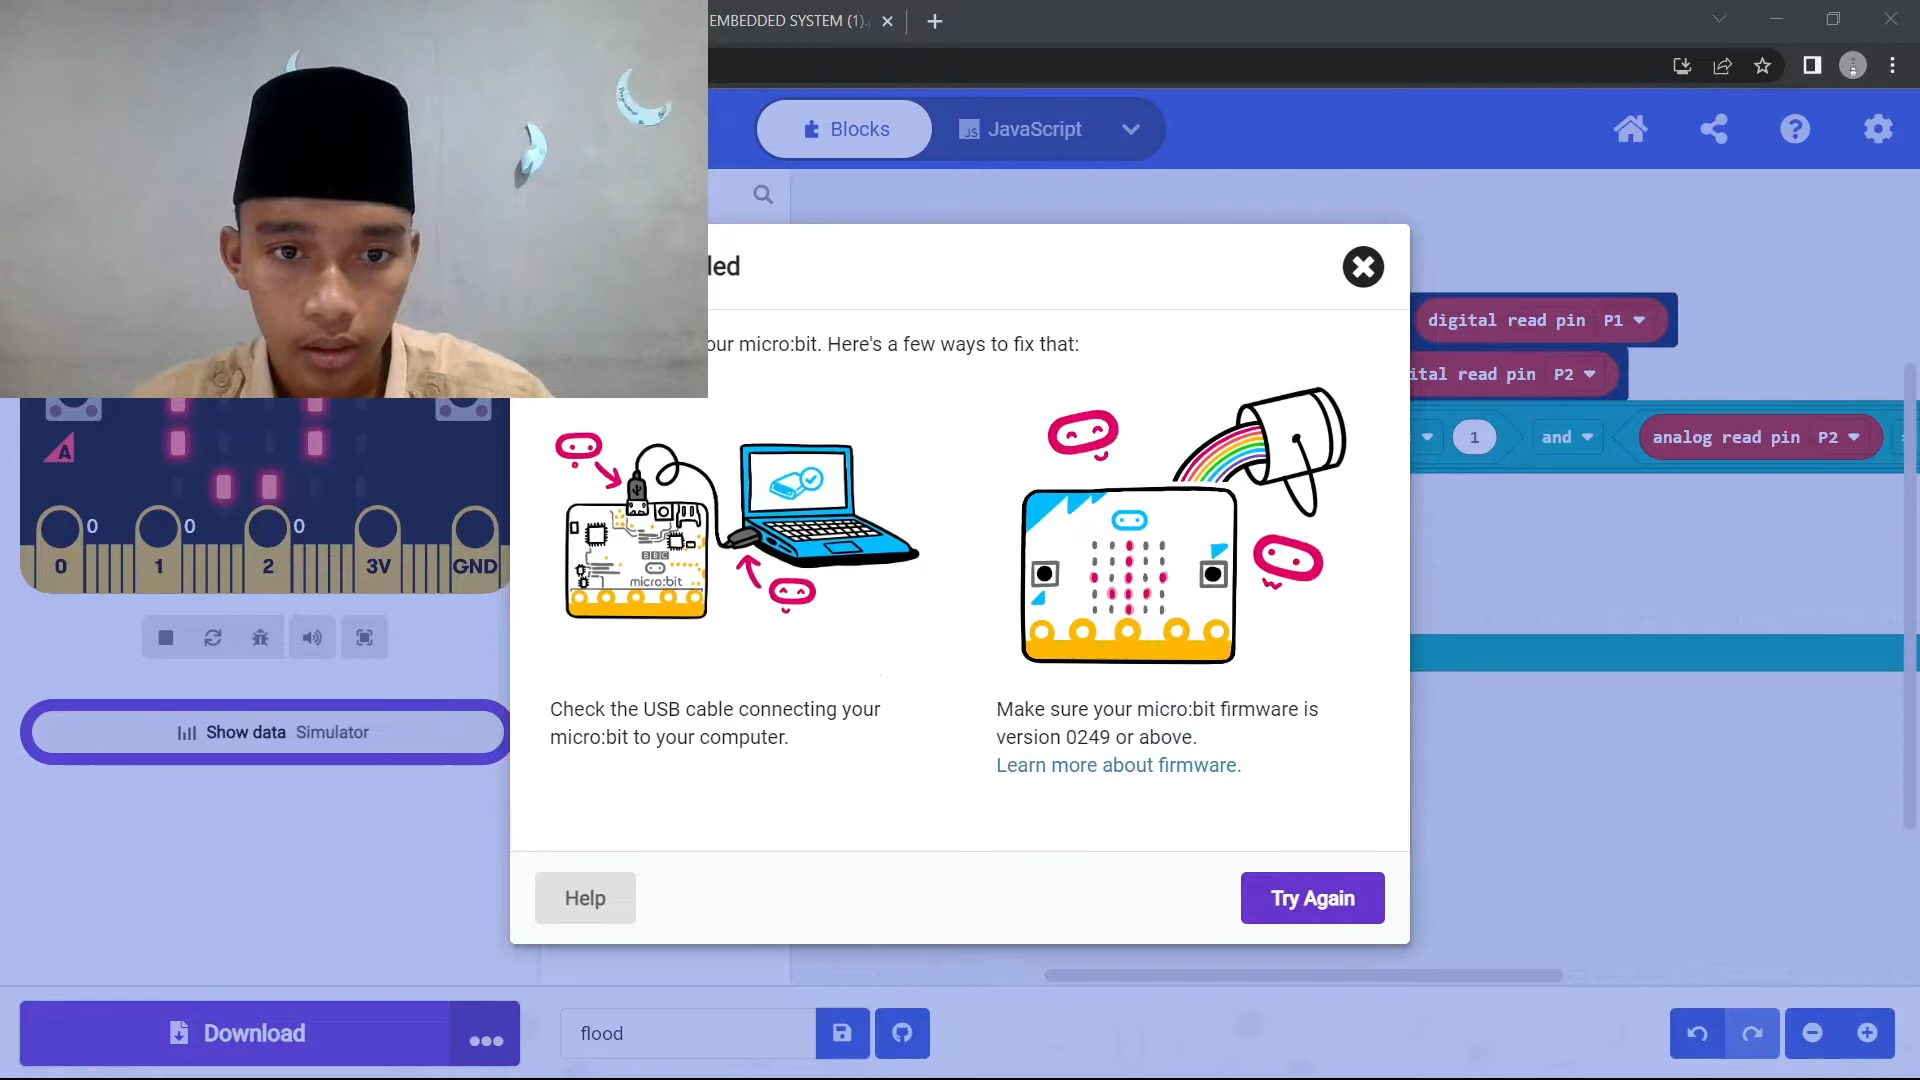 EMBEDDED SYSTEM (1).
Blocks
JavaScript
led
our micro:bit. Here's a few ways to fix that:
digital read pin P1
ital read pin P2
1
and
analog read pin P2
A
0
0
0
0
1
2
3V
GND
BBC
micro:bit
Check the USB cable connecting your
micro:bit to your computer.
Make sure your micro:bit firmware is
version 0249 or above.
Learn more about firmware.
Show data Simulator
Help
Try Again
Download
flood